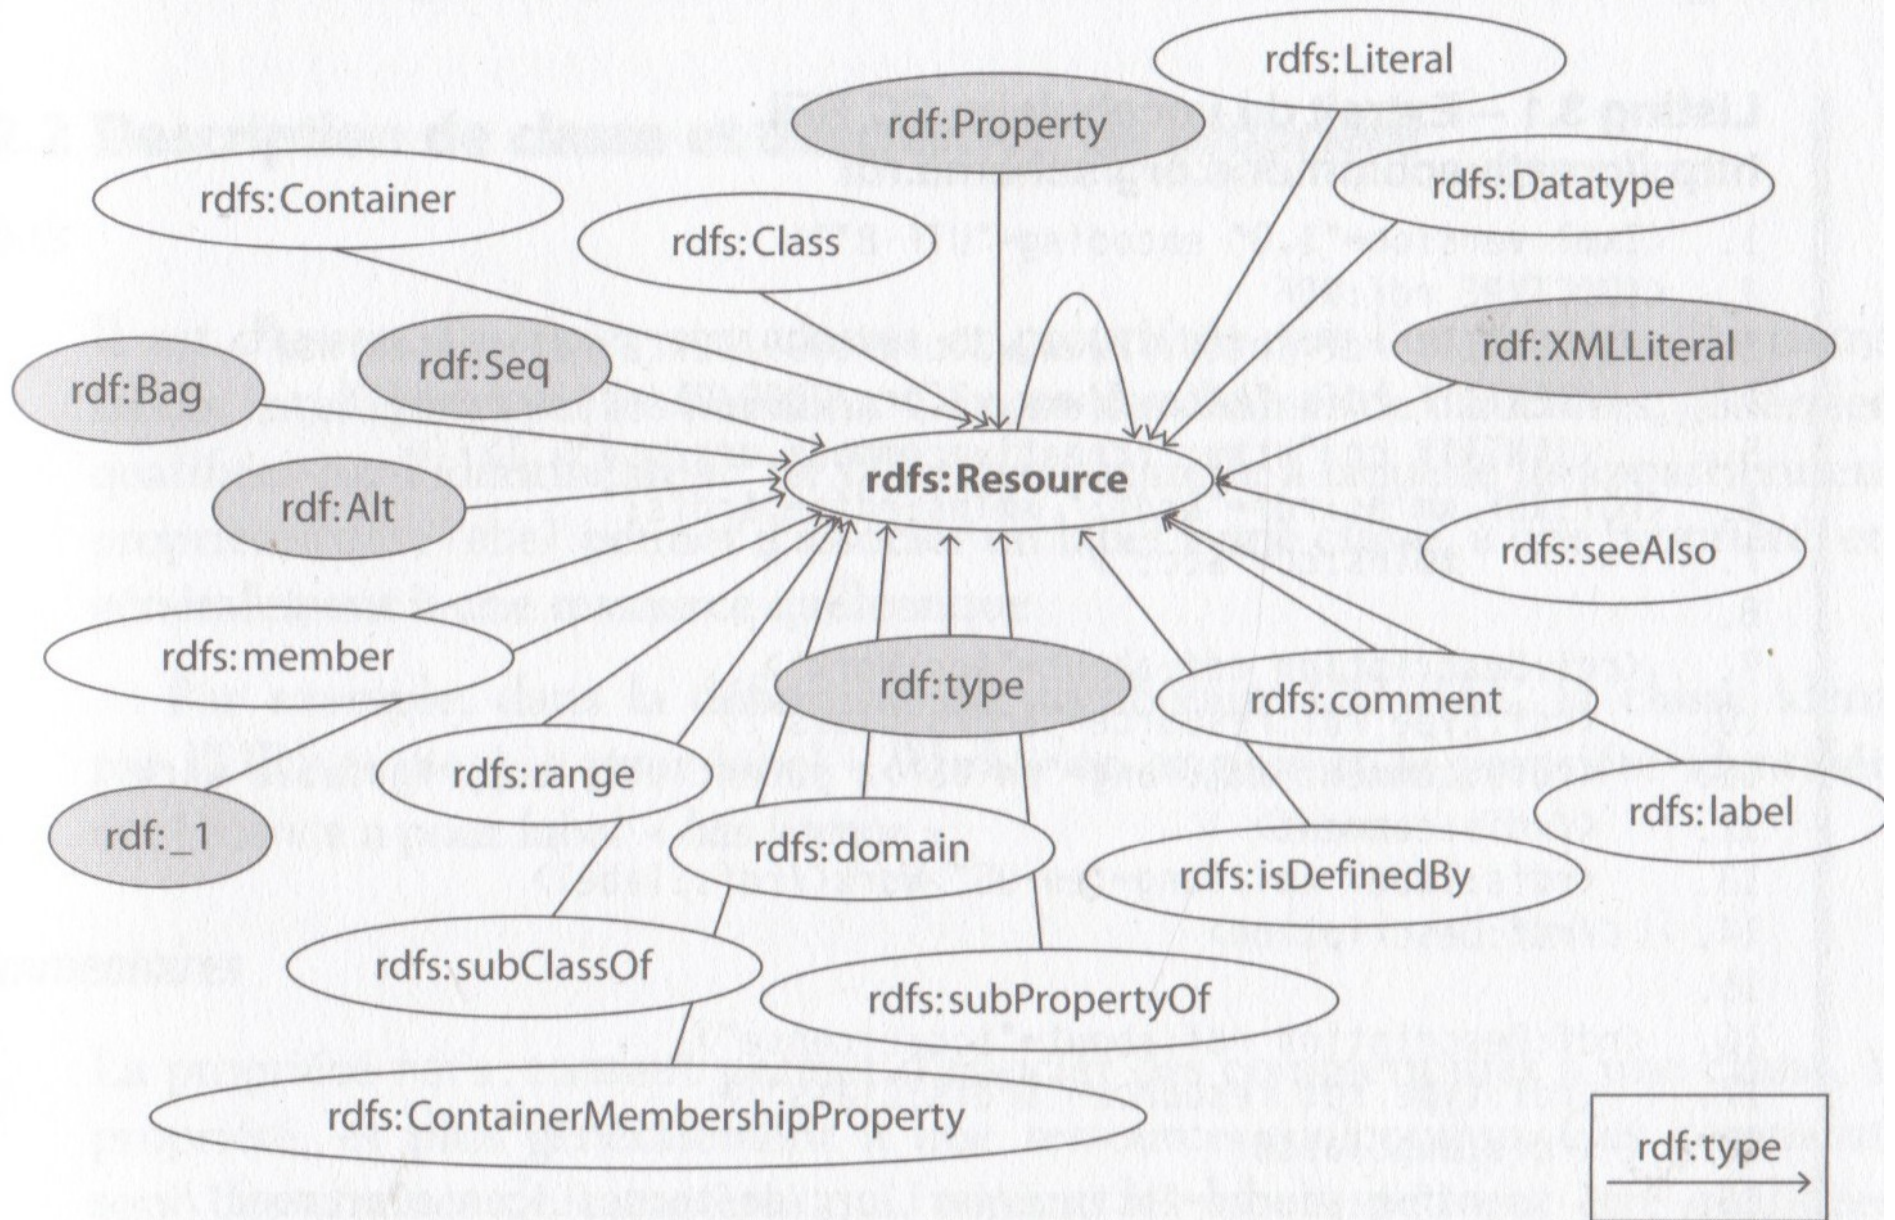 rdfs:Literal
rdf:Property
rdfs:Datatype
rdfs:Container
rdfs:Class
rdf:XMLLiteral
rdf:Seq
rdf:Bag
rdfs:Resource
rdf:Alt
rdfs:seeAlso
rdfs:member
rdf:type
rdfs:comment
rdfs:range
rdfs:label
rdf:_1
rdfs:domain
rdfs:isDefinedBy
rdfs:subClassOf
rdfs:subPropertyOf
rdfs:ContainerMembershipProperty
rdf:type